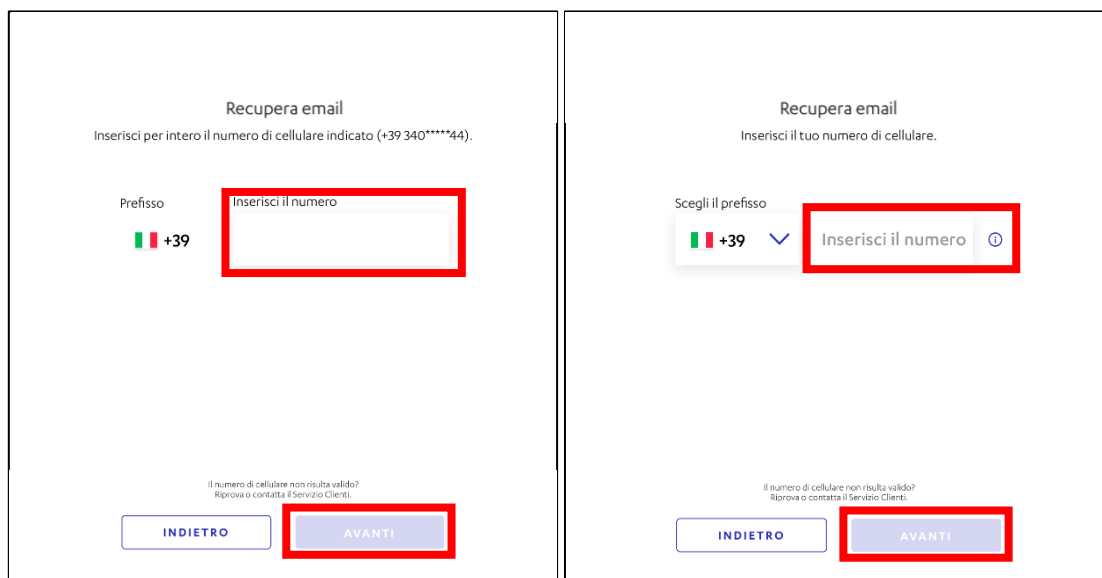 Recupera email
Inserisci per intero il numero di cellulare indicato (+39 340*****44).
Prefisso
Inserisci il numero
+39
Il numero di cellulare non risulta valido?
Riprova o contatta il Servizio Clienti.
INDIETRO
AVANTI
Recupera email
Inserisci il tuo numero di cellulare.
Scegli il prefisso
+39
Inserisci il numero
Il numero di cellulare non risulta valido?
Riprova o contatta il Servizio Clienti.
INDIETRO
AVANTI